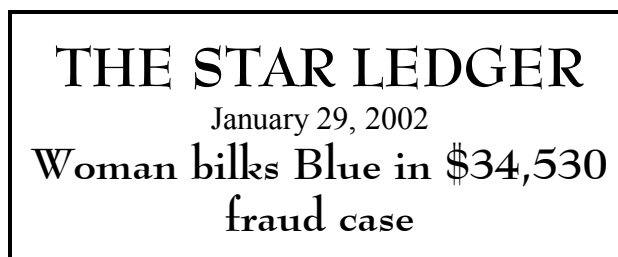 THE STAR LEDGER
January 29, 2002
Woman bilks Blue in $34,530
fraud case